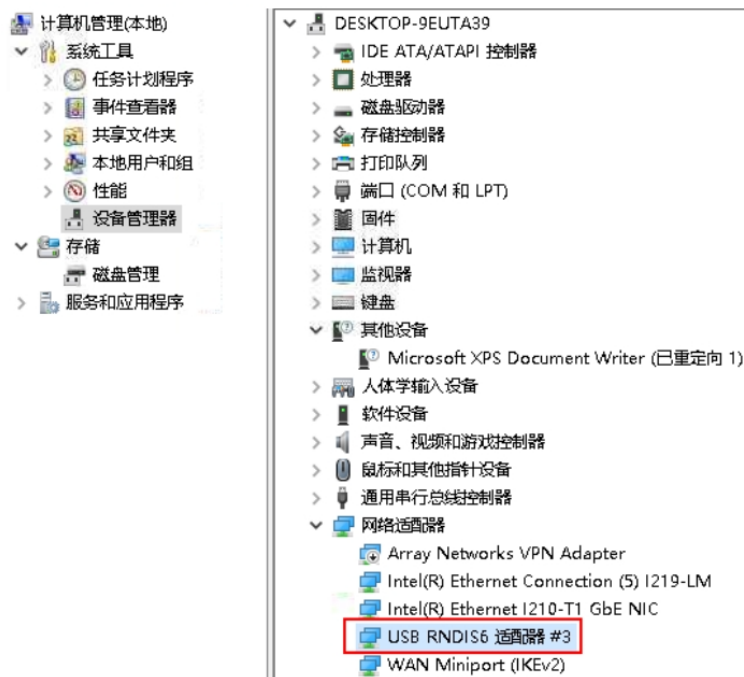 计算机管理(本地)
系统工具
任务计划程序
事件查看器
共享文件夹
本地用户和组
性能
设备管理器
存储
磁盘管理
服务和应用程序
DESKTOP-9EUTA39
IDE ATA/ATAPI 控制器
处理器
磁盘驱动器
存储控制器
打印队列
端口 (COM 和 LPT)
固件
计算机
监视器
键盘
其他设备
Microsoft XPS Document Writer (已重定向 1)
人体学输入设备
软件设备
声音、视频和游戏控制器
鼠标和其他指针设备
通用串行总线控制器
网络适配器
Array Networks VPN Adapter
Intel(R) Ethernet Connection (5) I219-LM
Intel(R) Ethernet I210-T1 GbE NIC
USB RNDIS6 适配器 #3
WAN Miniport (IKEv2)